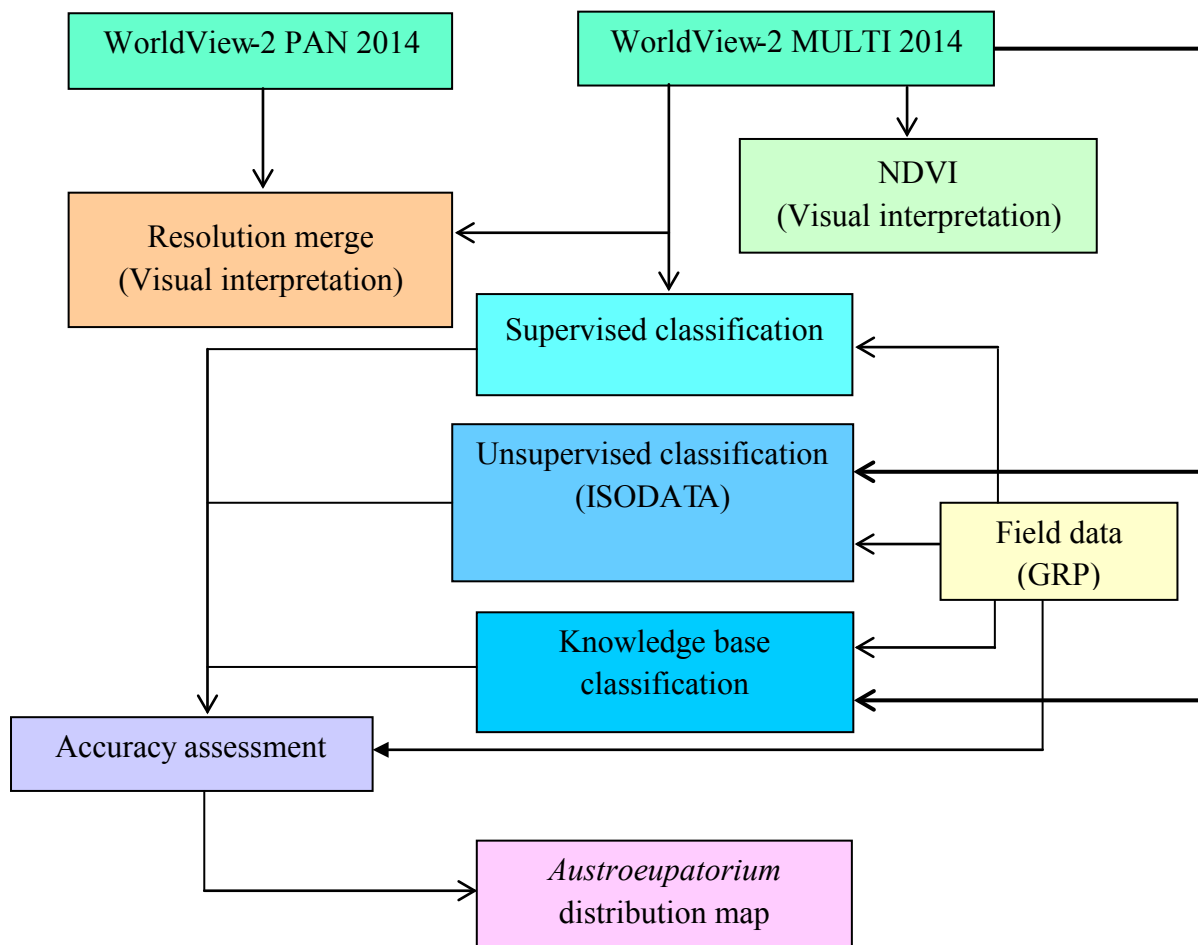 WorldView-2 PAN 2014
WorldView-2 MULTI 2014
NDVI
(Visual interpretation)
Resolution merge
(Visual interpretation)
Supervised classification
Unsupervised classification
(ISODATA)
Field data
(GRP)
Knowledge base
classification
Accuracy assessment
Austroeupatorium
distribution map